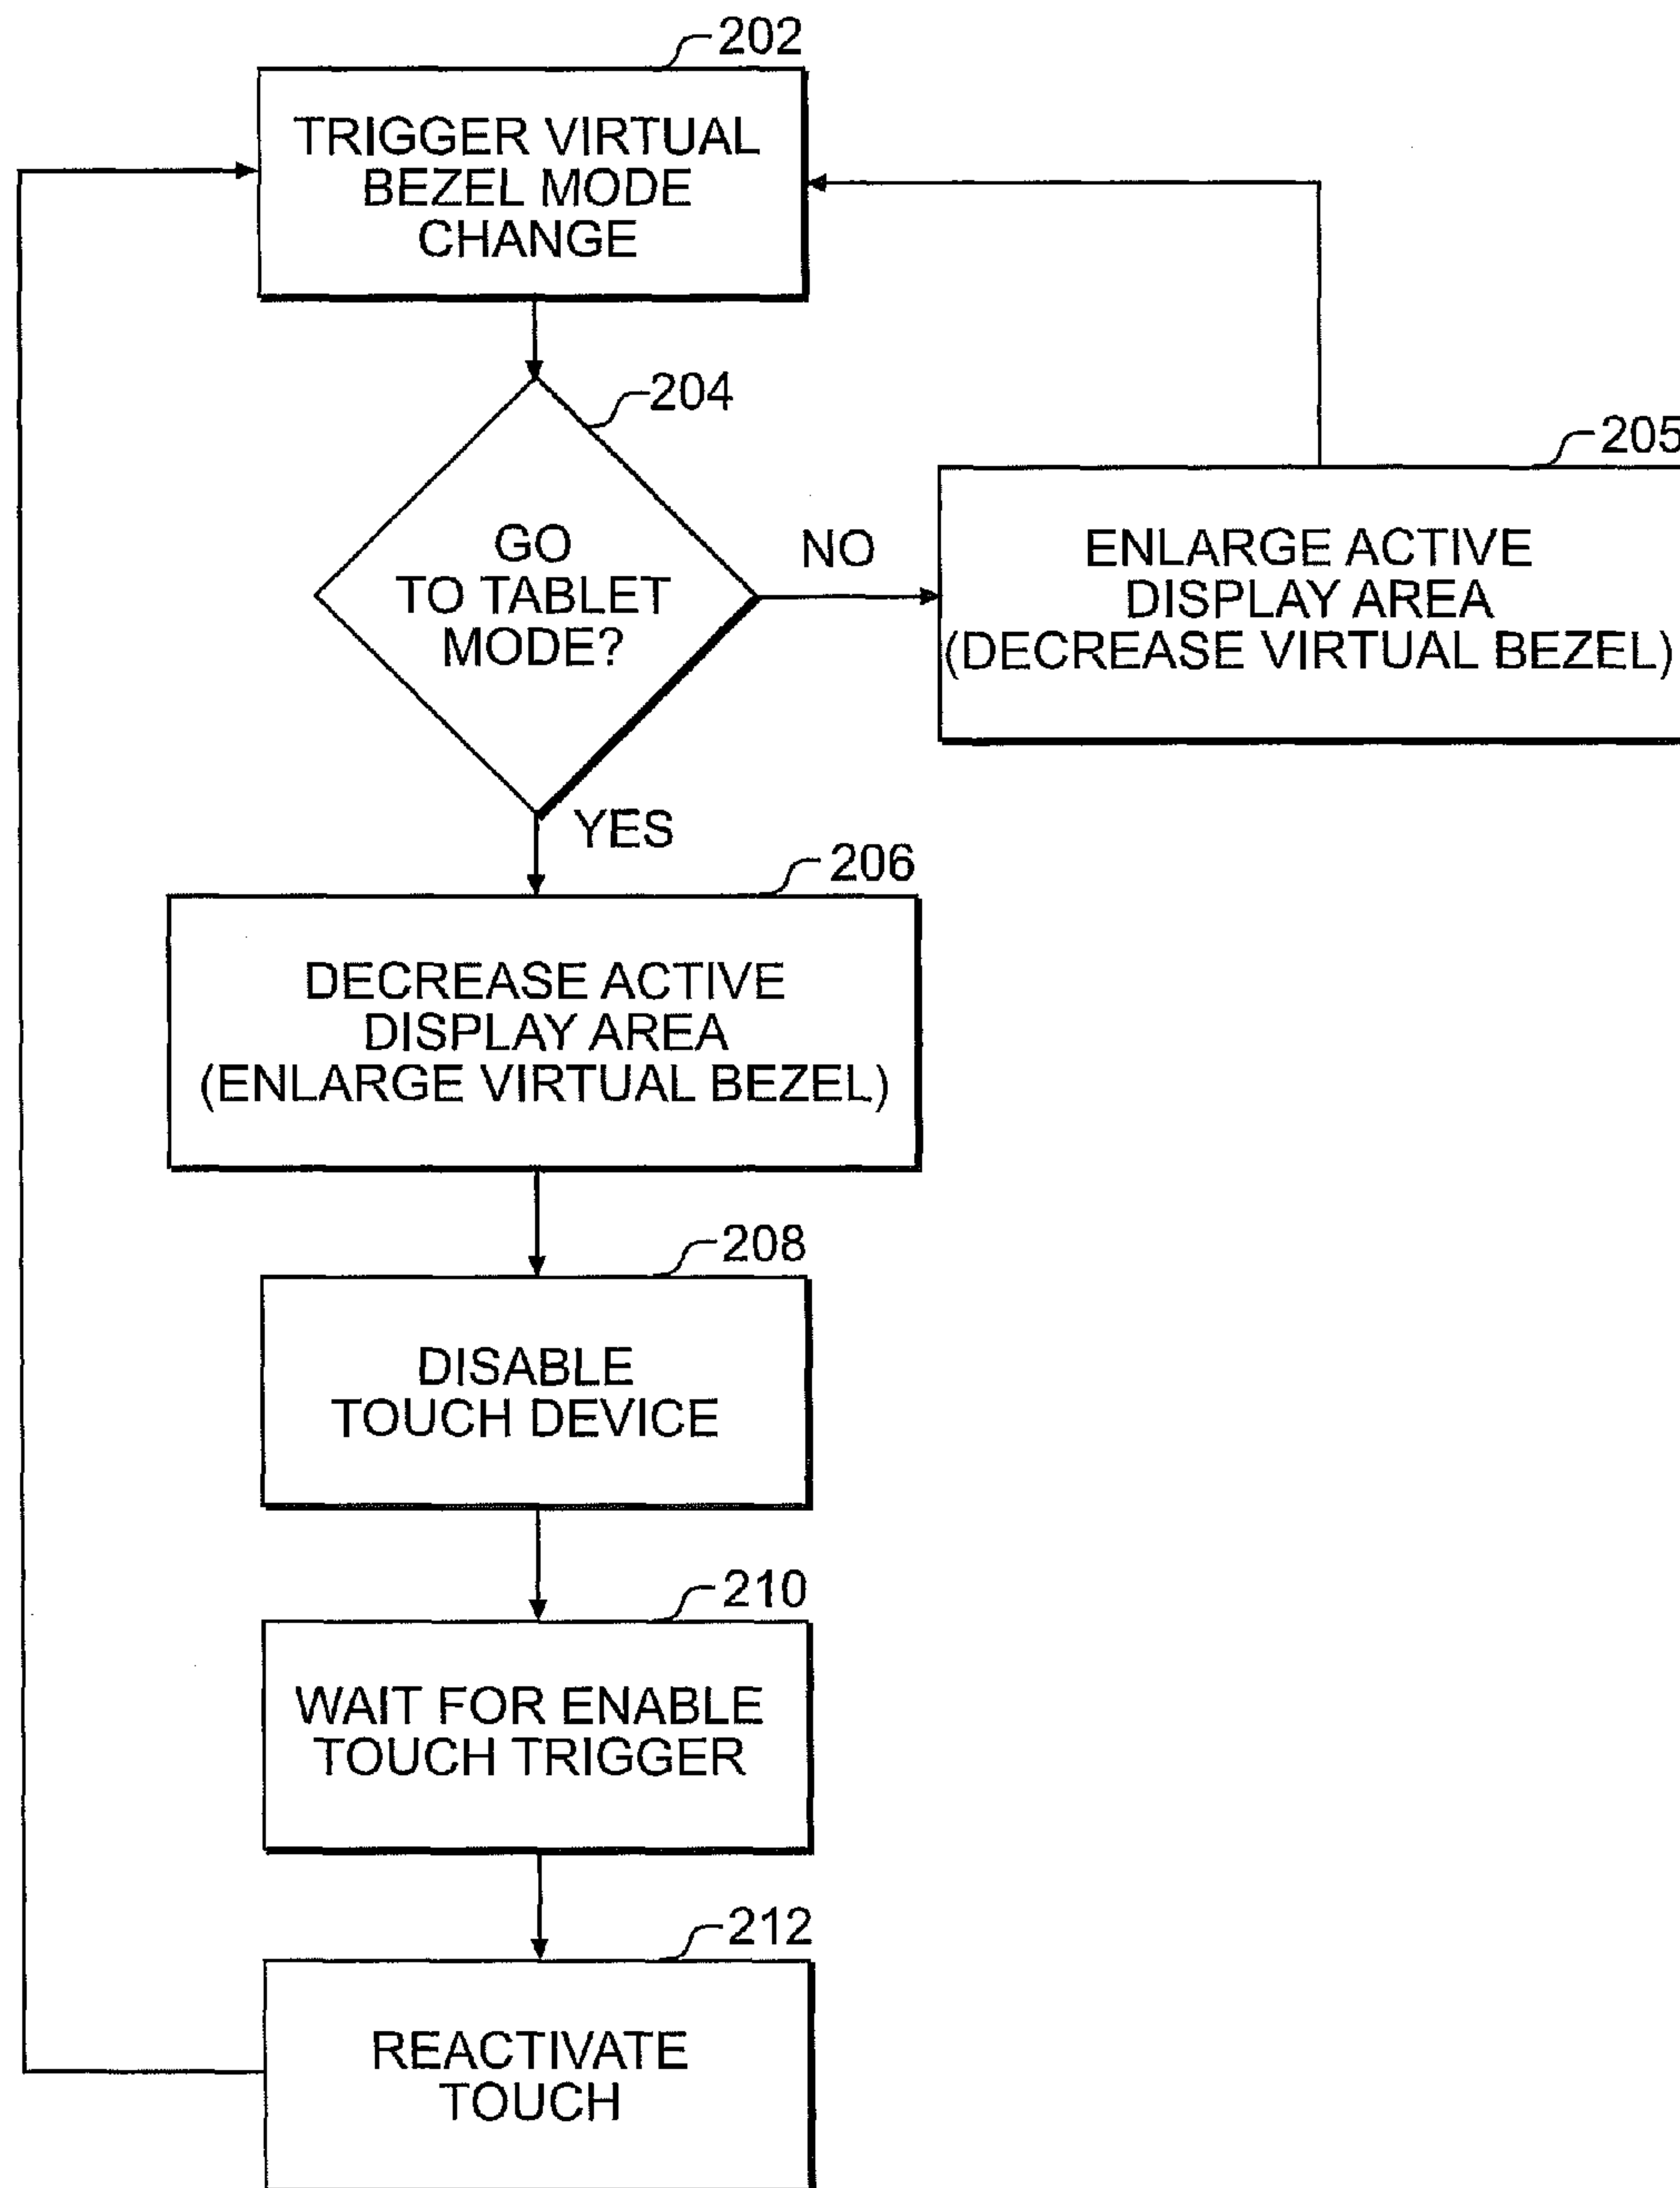 202
TRIGGER VIRTUAL
BEZEL MODE
CHANGE
204
GO
TO TABLET
MODE?
NO
205
ENLARGE ACTIVE
DISPLAY AREA
(DECREASE VIRTUAL BEZEL)
YES
206
DECREASE ACTIVE
DISPLAY AREA
(ENLARGE VIRTUAL BEZEL)
208
DISABLE
TOUCH DEVICE
210
WAIT FOR ENABLE
TOUCH TRIGGER
212
REACTIVATE
TOUCH